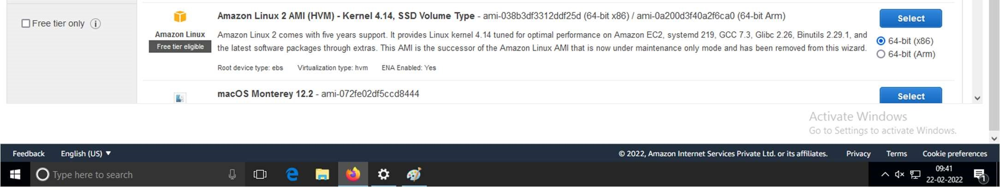 Free tier only
Amazon Linux
Free tier eligible
Amazon Linux 2 AMI (HVM) - Kernel 4.14, SSD Volume Type - ami-038b3df3312ddf25d (64-bit x86) / ami-0a200d3f40a2f6ca0 (64-bit Arm)
Amazon Linux 2 comes with five years support. It provides Linux kernel 4.14 tuned for optimal performance on Amazon EC2, systemd 219, GCC 7.3, Glibc 2.26, Binutils 2.29.1, and
the latest software packages through extras. This AMI is the successor of the Amazon Linux AMI that is now under maintenance only mode and has been removed from this wizard.
Root device type: ebs Virtualization type: hvm ENA Enabled: Yes
Select
64-bit (x86)
64-bit (Arm)
macOS Monterey 12.2 - ami-072fe02df5ccd8444
Select
Activate Windows
Go to Settings to activate Windows.
Feedback English (US) © 2022, Amazon Internet Services Private Ltd. or its affiliates. Privacy Terms Cookie preferences
Type here to search
09:41
22-02-2022
1